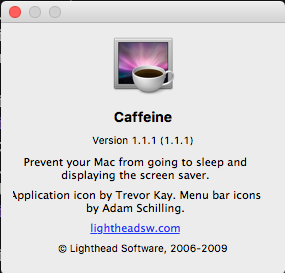 Caffeine
Version 1.1.1 (1.1.1)
Prevent your Mac from going to sleep and
displaying the screen saver.
Application icon by Trevor Kay. Menu bar icons
by Adam Schilling.
lightheadsw.com
© Lighthead Software, 2006-2009